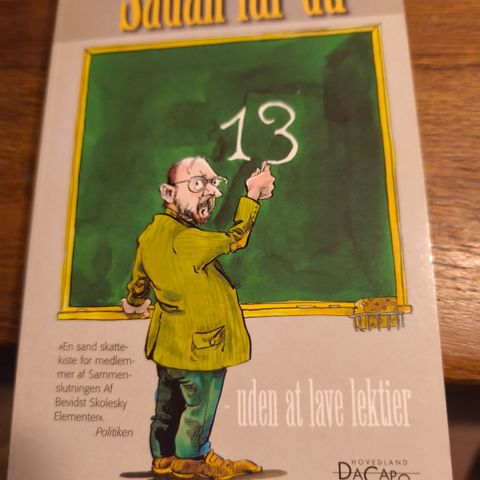 Sådan får du
13
»En sand skatte-
kiste for medlem-
mer af Sammen-
slutningen Af
Bevidst Skolesky
Elementer«.
Politiken
- uden at lave lektier
HOVEDLAND
DACAPO